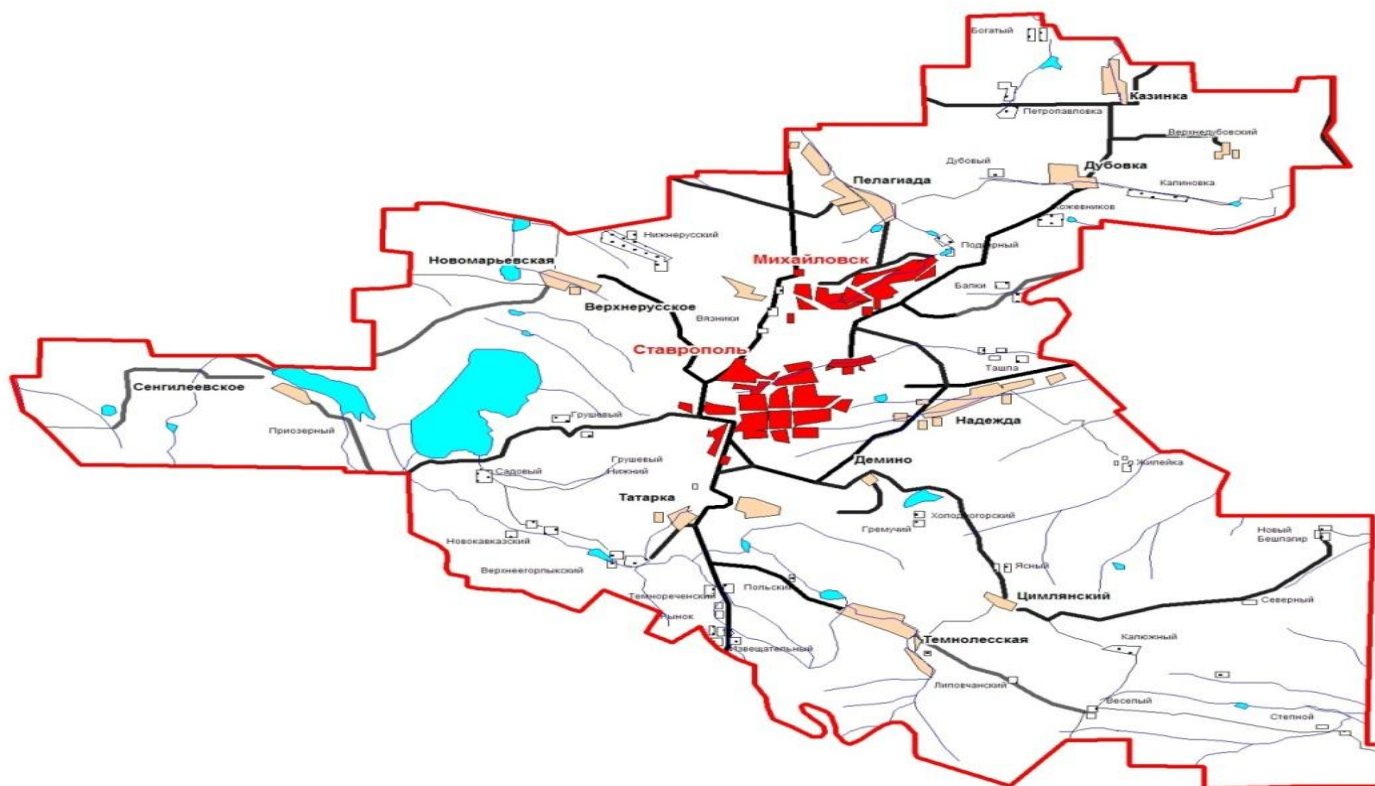 Богатый
Казинка
Петропавловка
Верхнедубовский
Дубовый
Дубовка
Пелагиада
Калиновка
Кожевников
Нижнерусский
Подгорный
Михайловск
Новомарьевская
Балки
Верхнерусское
Вязники
Ставрополь
Ташла
Сенгилеевское
Грушевый
Приозерный
Надежда
Грушевый
Нижний
Садовый
Демино
Жилейка
Татарка
Холодногорский
Гремучий
Новый
Бешпагир
Новокавказский
Верхнеегорлыкский
Ясный
Польский
Темнореченский
Цимлянский
Северный
Рынок
Темнолесская
Калюжный
Извещательный
Липовчанский
Веселый
Степной